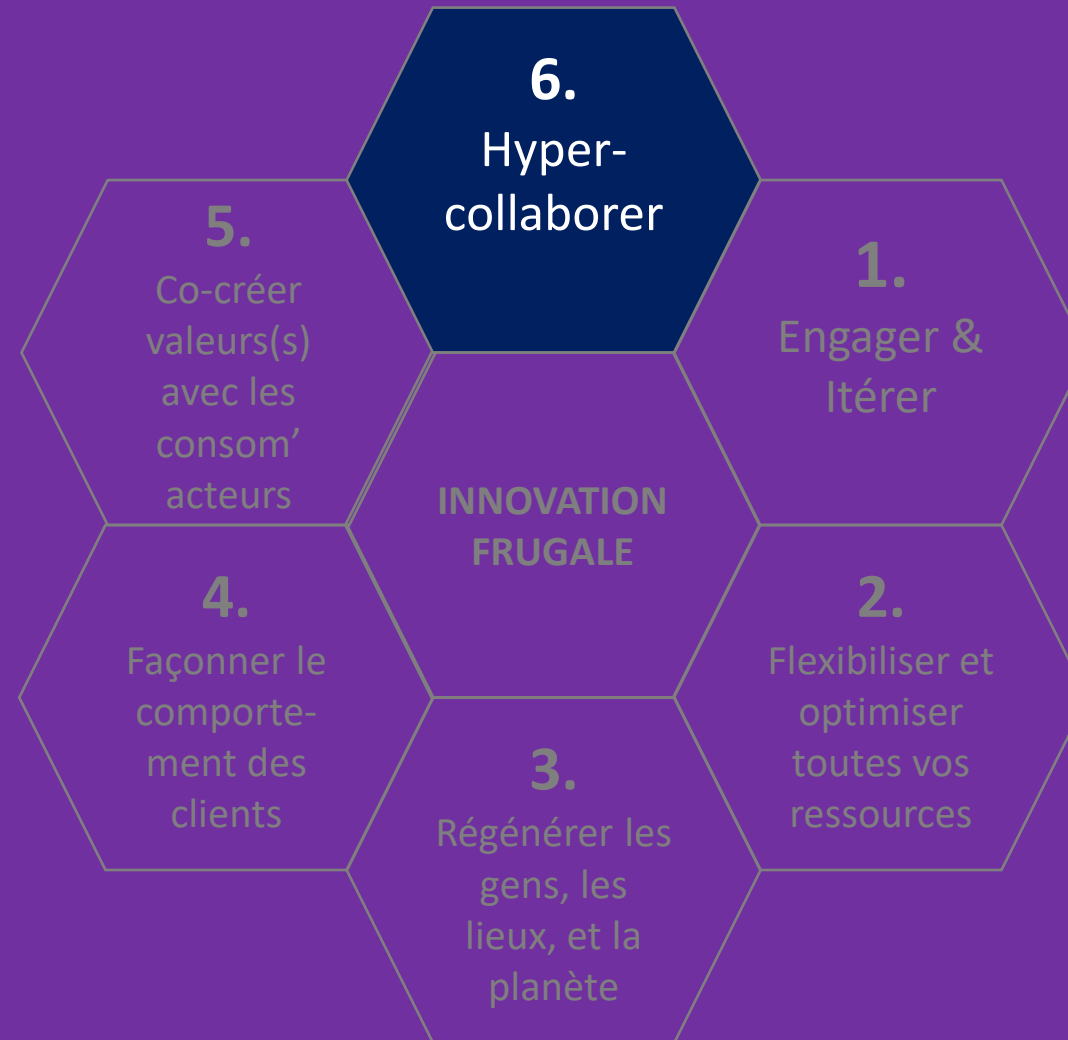 6.
Hyper-
collaborer
5.
Co-créer
valeurs(s)
avec les
consom’
acteurs
1.
Engager &
Itérer
INNOVATION
FRUGALE
4.
Façonner le
comporte-
ment des
clients
2.
Flexibiliser et
optimiser
toutes vos
ressources
3.
Régénérer les
gens, les
lieux, et la
planète